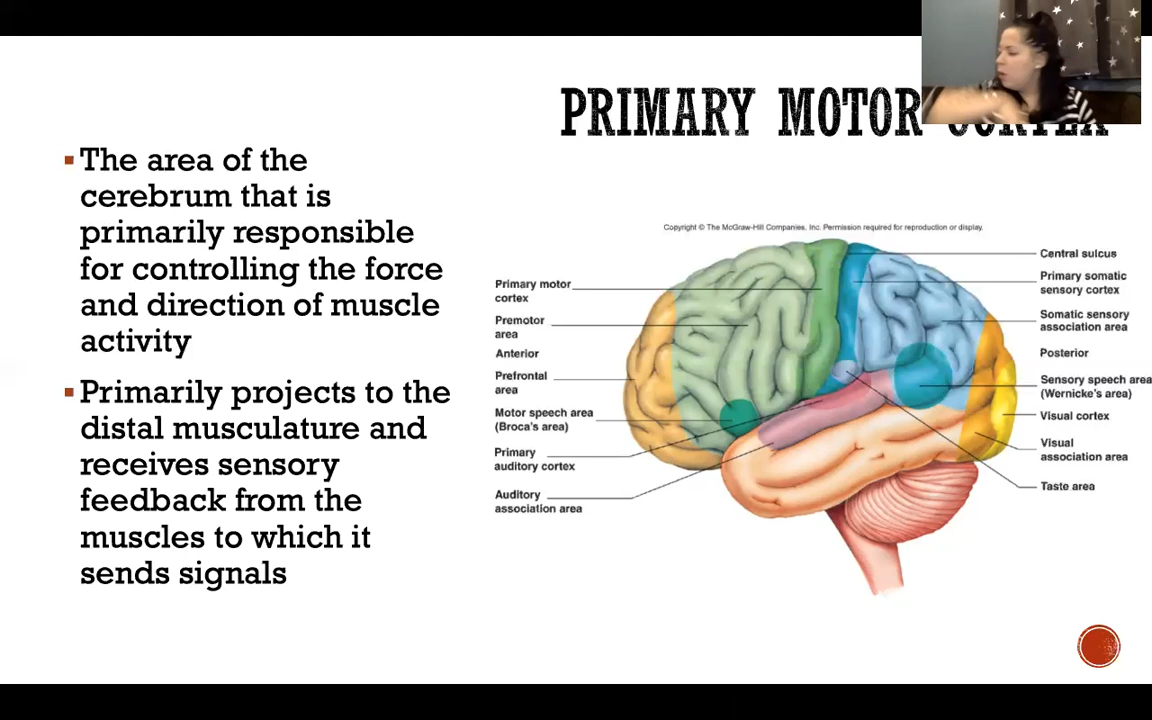 PRIMARY MOTOR
▪The area of the
cerebrum that is
primarily responsible
for controlling the force
and direction of muscle
activity
▪Primarily projects to the
distal musculature and
receives sensory
feedback from the
muscles to which it
sends signals
Copyright © The McGraw-Hill Companies, Inc. Permission required for reproduction or display.
Primary motor
cortex
Premotor
area
Anterior
Prefrontal
area
Motor speech area
(Broca's area)
Primary
auditory cortex
Auditory
association area
Central sulcus
Primary somatic
sensory cortex
Somatic sensory
association area
Posterior
Sensory speech area
(Wernicke's area)
Visual cortex
Visual
association area
Taste area